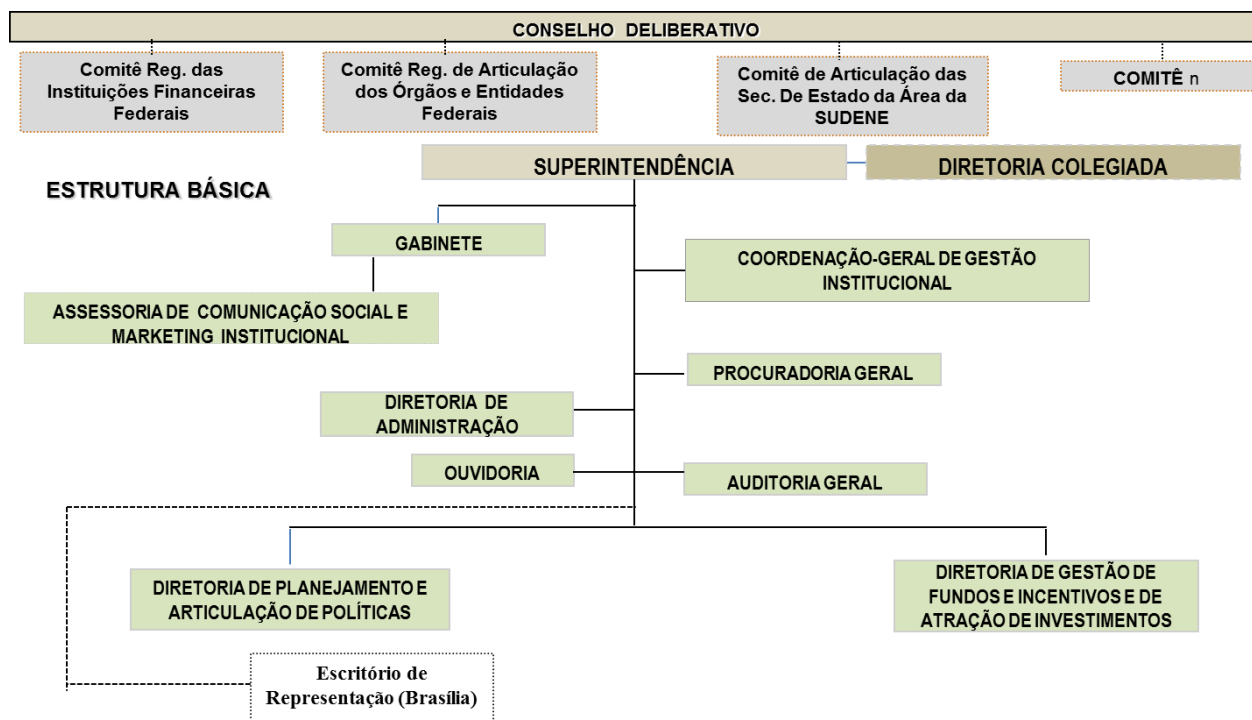 CONSELHO DELIBERATIVO
Comitê Reg. das
Instituições Financeiras
Federais
Comitê Reg. de Articulação
dos Órgãos e Entidades
Federais
Comitê de Articulação das
Sec. De Estado da Área da
SUDENE
COMITÊ n
SUPERINTENDÊNCIA
DIRETORIA COLEGIADA
ESTRUTURA BÁSICA
GABINETE
COORDENAÇÃO-GERAL DE GESTÃO
INSTITUCIONAL
ASSESSORIA DE COMUNICAÇÃO SOCIAL E
MARKETING INSTITUCIONAL
PROCURADORIA GERAL
DIRETORIA DE
ADMINISTRAÇÃO
OUVIDORIA
AUDITORIA GERAL
DIRETORIA DE PLANEJAMENTO E
ARTICULAÇÃO DE POLÍTICAS
DIRETORIA DE GESTÃO DE
FUNDOS E INCENTIVOS E DE
ATRAÇÃO DE INVESTIMENTOS
Escritório de
Representação (Brasília)